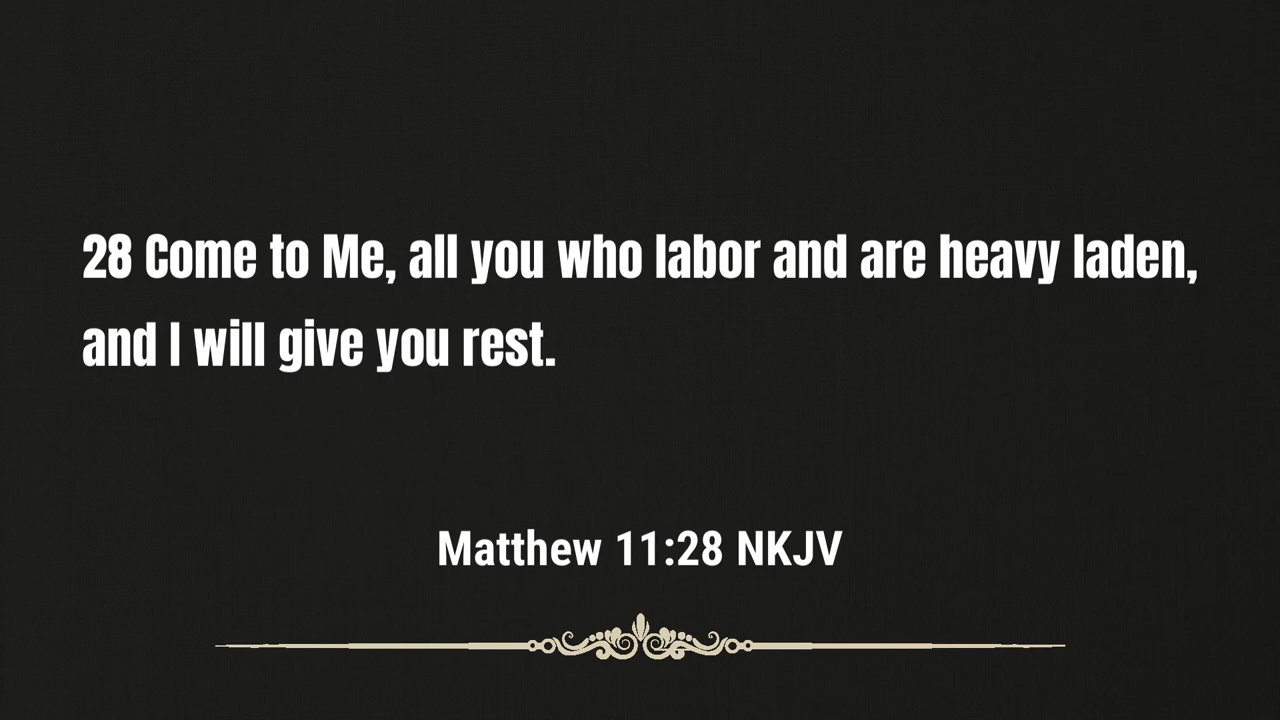 28 Come to Me, all you who labor and are heavy laden,
and I will give you rest.
Matthew 11:28 NKJV